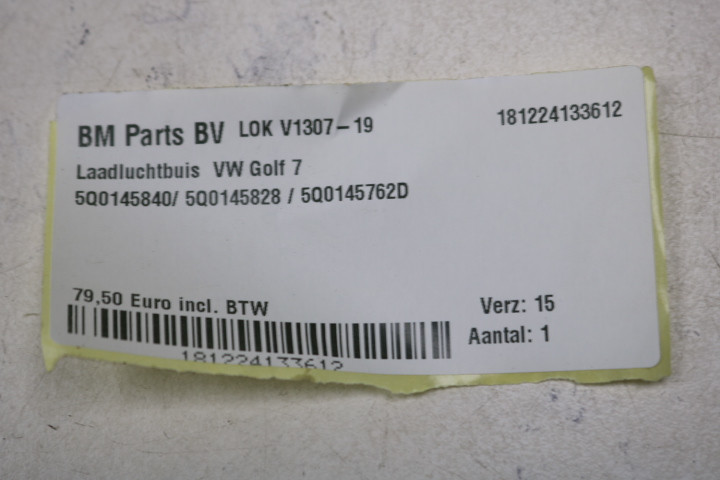 BM Parts BV LOK V1307-19 181224133612
Laadluchtbuis VW Golf 7
5Q0145840/ 5Q0145828 / 5Q0145762D
79,50 Euro incl. BTW
Verz: 15
Aantal: 1
181224133612